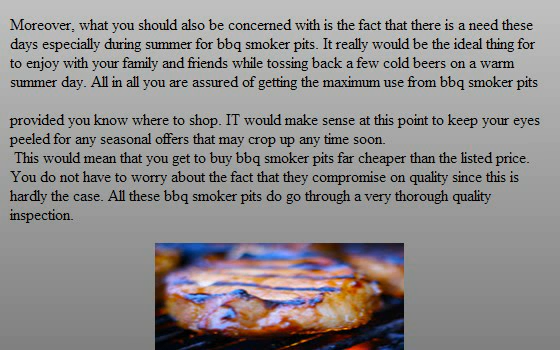 Moreover, what you should also be concerned with is the fact that there is a need these
days especially during summer for bbq smoker pits. It really would be the ideal thing for
to enjoy with your family and friends while tossing back a few cold beers on a warm
summer day. All in all you are assured of getting the maximum use from bbq smoker pits
provided you know where to shop. IT would make sense at this point to keep your eyes
peeled for any seasonal offers that may crop up any time soon.
This would mean that you get to buy bbq smoker pits far cheaper than the listed price.
You do not have to worry about the fact that they compromise on quality since this is
hardly the case. All these bbq smoker pits do go through a very thorough quality
inspection.